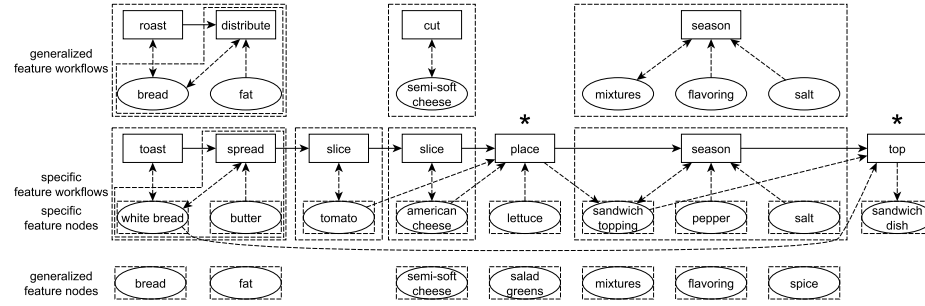 roast distribute cut season
generalized
feature workflows
bread fat semi-soft
cheese mixtures flavoring salt
* *
toast spread slice slice place season top
specific
feature workflows
specific
feature nodes
white bread butter tomato american
cheese lettuce sandwich
topping pepper salt sandwich
dish
generalized
feature nodes
bread fat semi-soft
cheese salad
greens mixtures flavoring spice